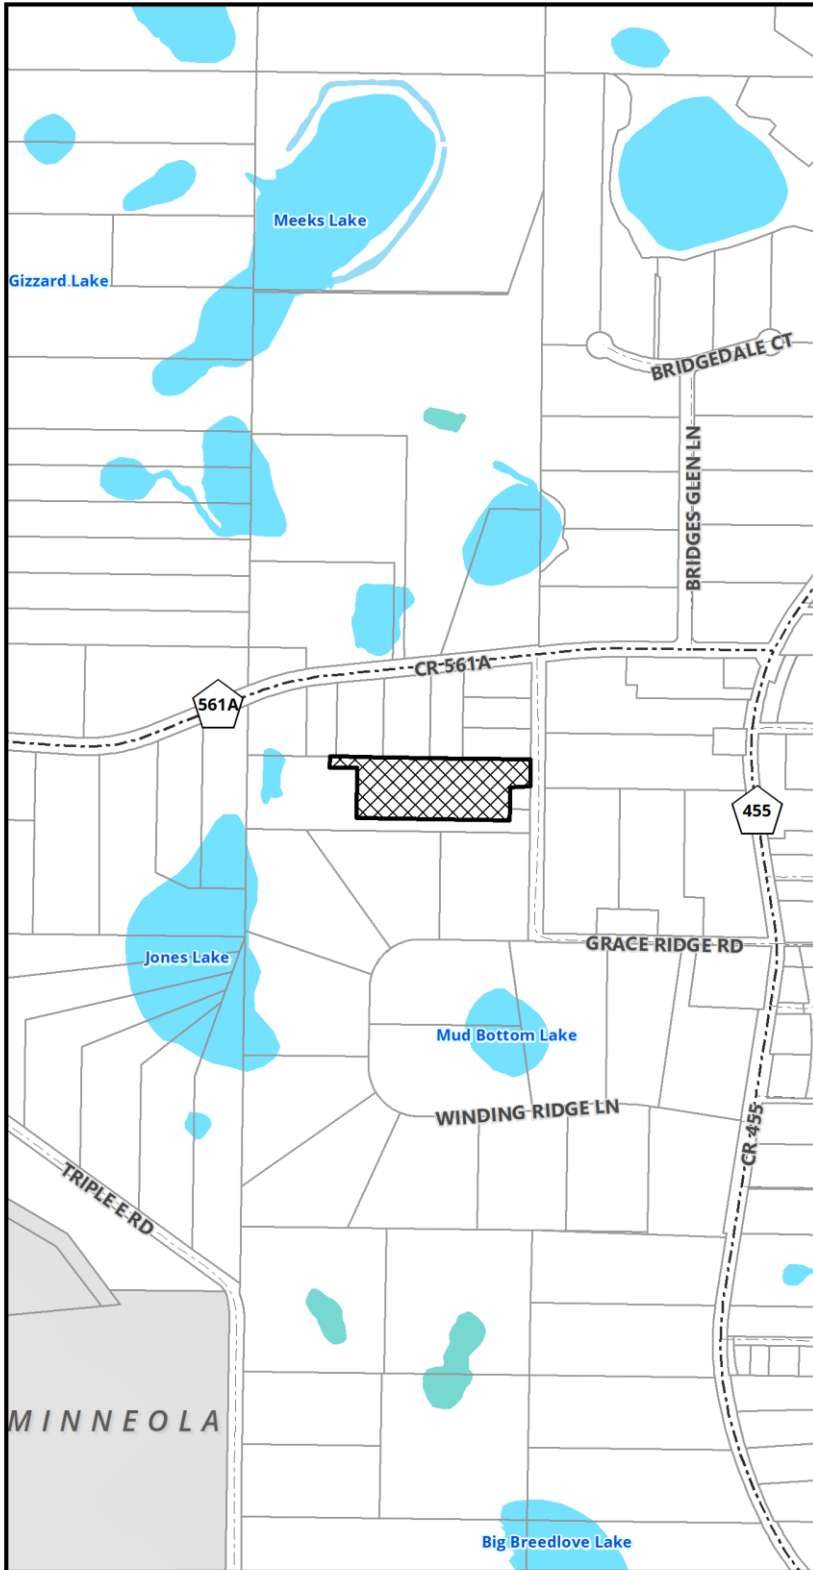 Meeks Lake
Gizzard Lake
BRIDGEDALE CT
BRIDGES GLEN LN
CR 561A
561A
455
GRACE RIDGE RD
Jones Lake
Mud Bottom Lake
WINDING RIDGE LN
CR 455
TRIPLE E RD
MINNEOLA
Big Breedlove Lake